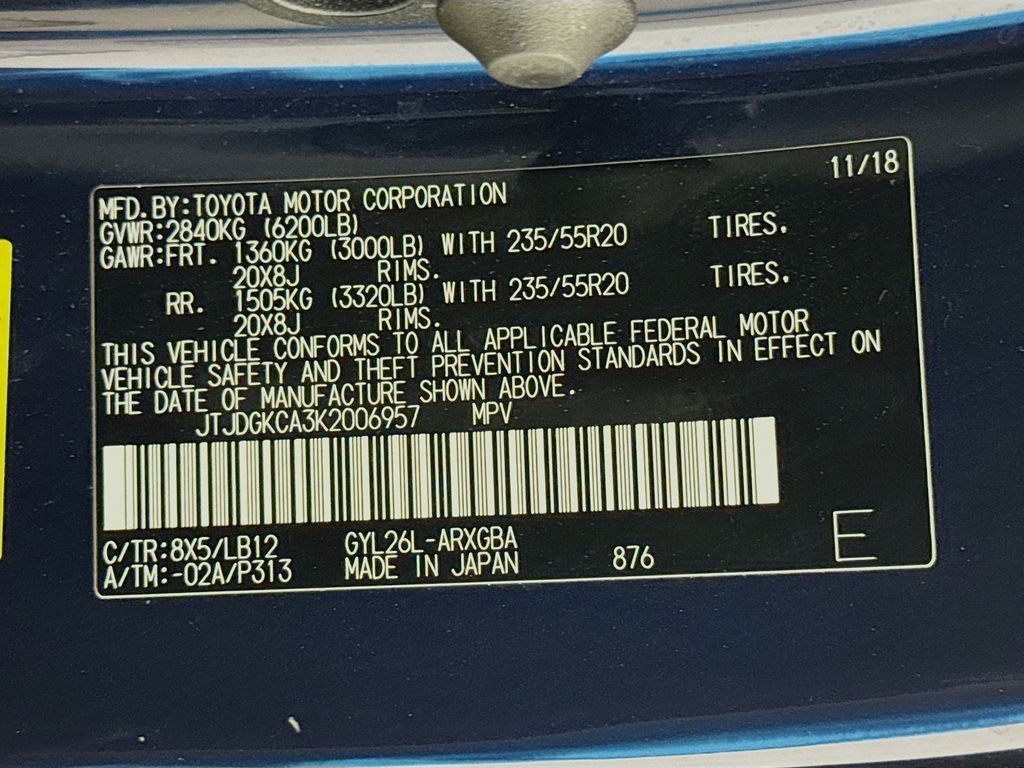 11/18
MFD.BY:TOYOTA MOTOR CORPORATION
GVWR:2840KG (6200LB)
GAWR:FRT. 1360KG (3000LB) WITH 235/55R20 TIRES.
20X8J RIMS.
RR. 1505KG (3320LB) WITH 235/55R20 TIRES.
20X8J RIMS.
THIS VEHICLE CONFORMS TO ALL APPLICABLE FEDERAL MOTOR
VEHICLE SAFETY AND THEFT PREVENTION STANDARDS IN EFFECT ON
THE DATE OF MANUFACTURE SHOWN ABOVE.
JTJDGKCA3K2006957 MPV
C/TR:8X5/LB12 GYL26L-ARXGBA
A/TM:-02A/P313 MADE IN JAPAN 876 E